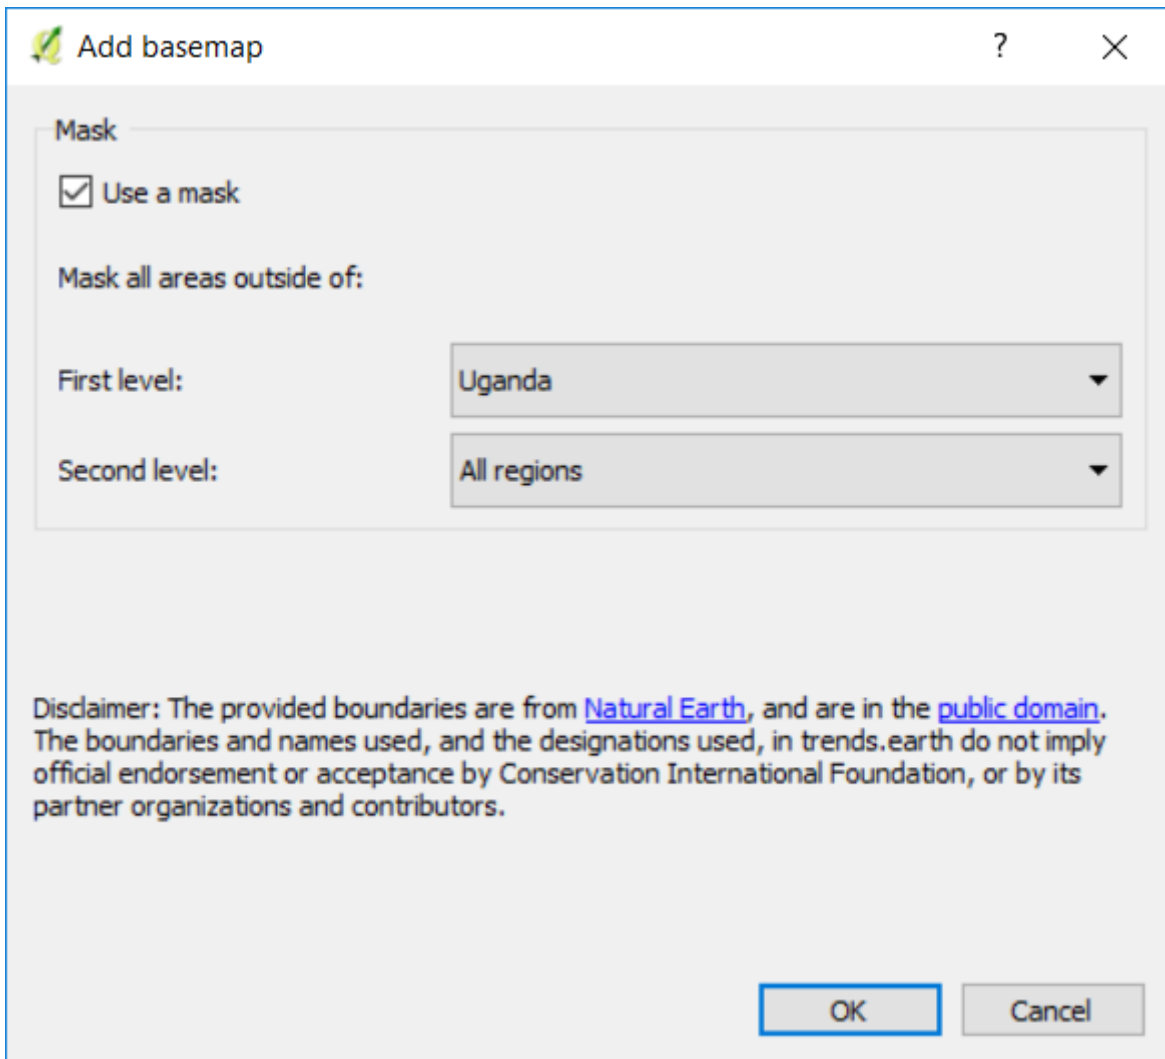 Add basemap
?
Mask
Use a mask
Mask all areas outside of:
First level: Uganda
Second level: All regions
Disclaimer: The provided boundaries are from Natural Earth, and are in the public domain.
The boundaries and names used, and the designations used, in trends.earth do not imply
official endorsement or acceptance by Conservation International Foundation, or by its
partner organizations and contributors.
OK Cancel